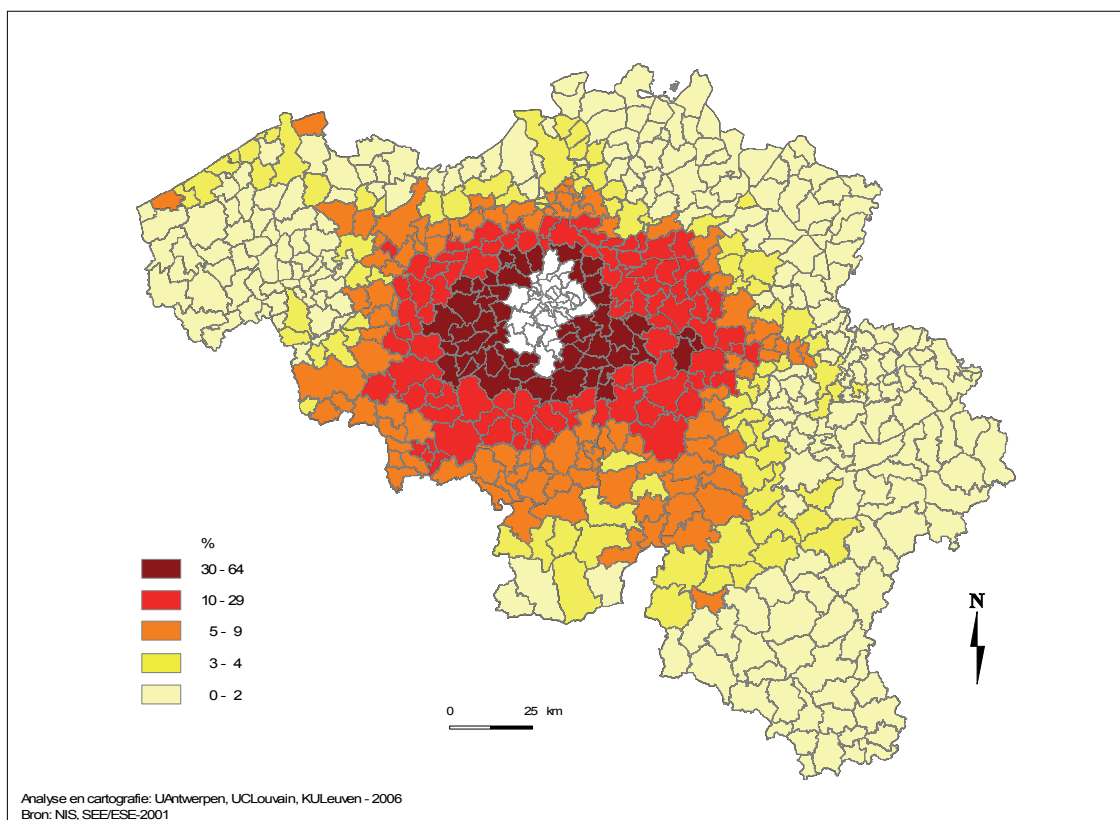 %
30 - 64
10 - 29
5 - 9
3 - 4
0 - 2
0 25 km
N
Analyse en cartografie: UAntwerpen, UCLouvain, KULeuven - 2006
Bron: NIS, SEE/ESE-2001